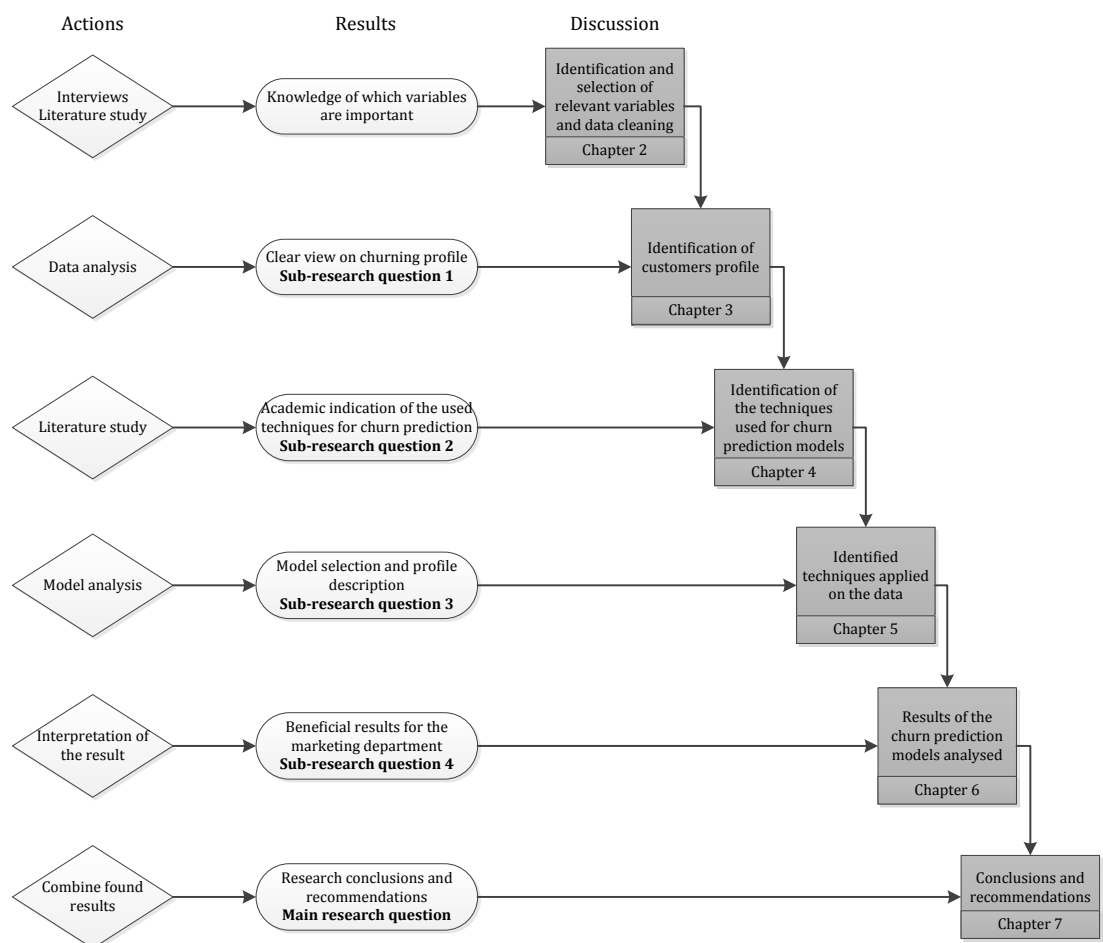 Actions
Results
Discussion
Interviews
Literature study
Knowledge of which variables
are important
Identification and
selection of
relevant variables
and data cleaning
Chapter 2
Data analysis
Clear view on churning profile
Sub-research question 1
Identification of
customers profile
Chapter 3
Literature study
Academic indication of the used
techniques for churn prediction
Sub-research question 2
Identification of
the techniques
used for churn
prediction models
Chapter 4
Model analysis
Model selection and profile
description
Sub-research question 3
Identified
techniques applied
on the data
Chapter 5
Interpretation of
the result
Beneficial results for the
marketing department
Sub-research question 4
Results of the
churn prediction
models analysed
Chapter 6
Combine found
results
Research conclusions and
recommendations
Main research question
Conclusions and
recommendations
Chapter 7